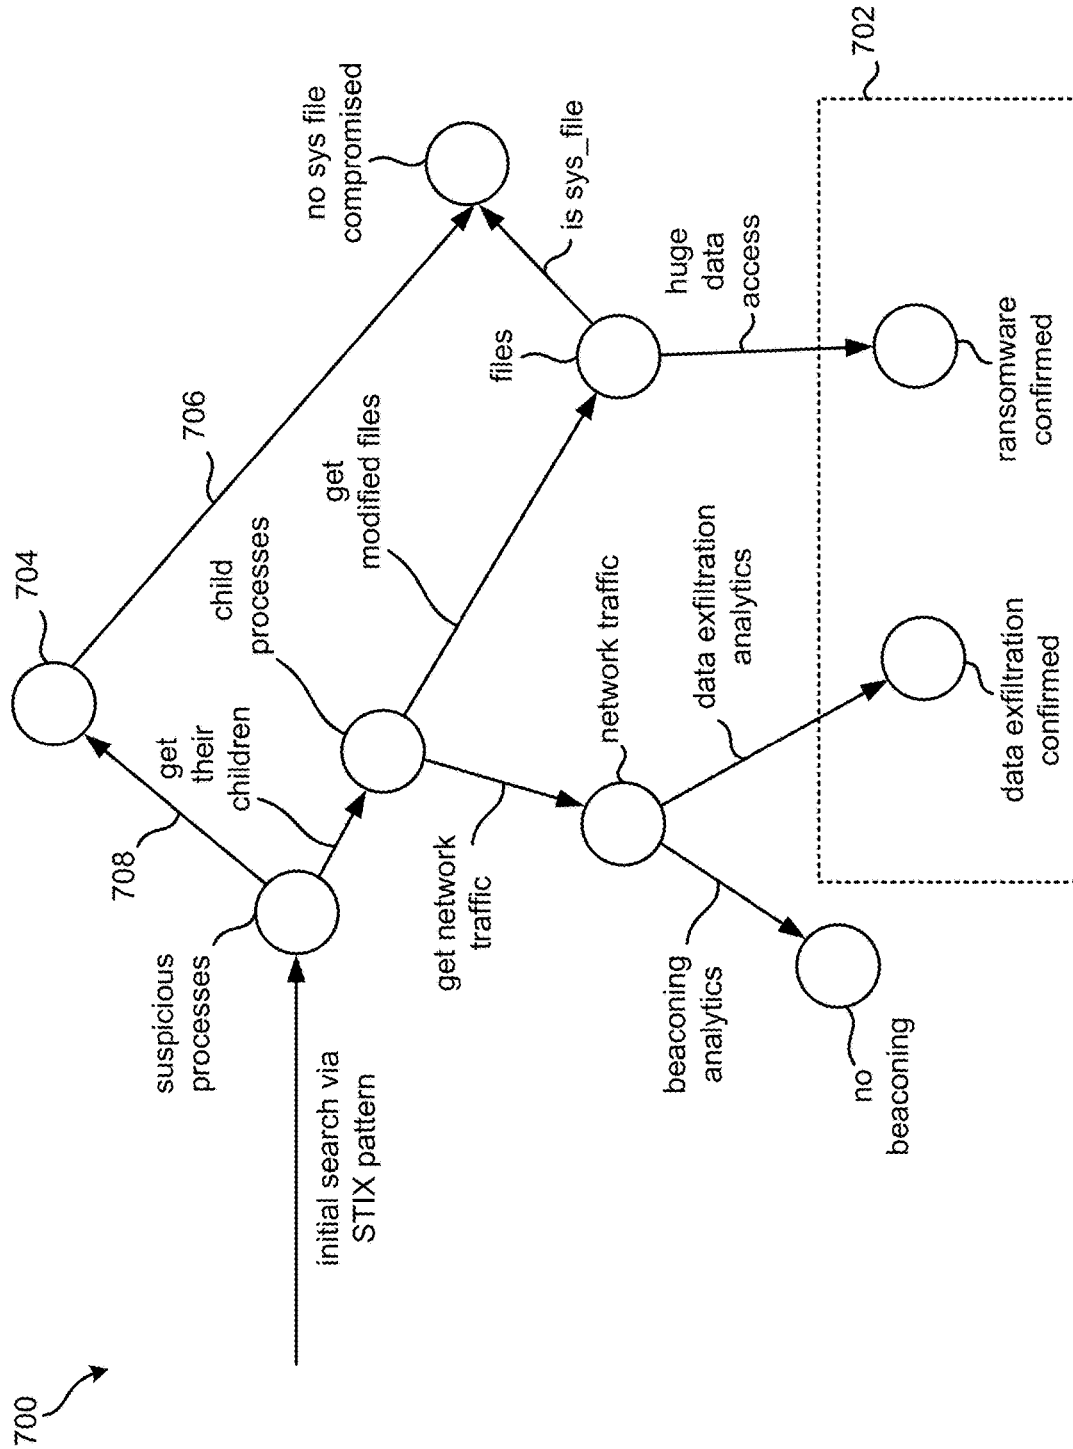 700
initial search via
STIX pattern
suspicious
processes
708
704
get
their
children
child
processes
706
get
modified files
no sys file
compromised
is sys_file
files
huge
data
access
get network
traffic
network traffic
beaconing
analytics
no
beaconing
data exfiltration
analytics
702
data exfiltration
confirmed
ransomware
confirmed